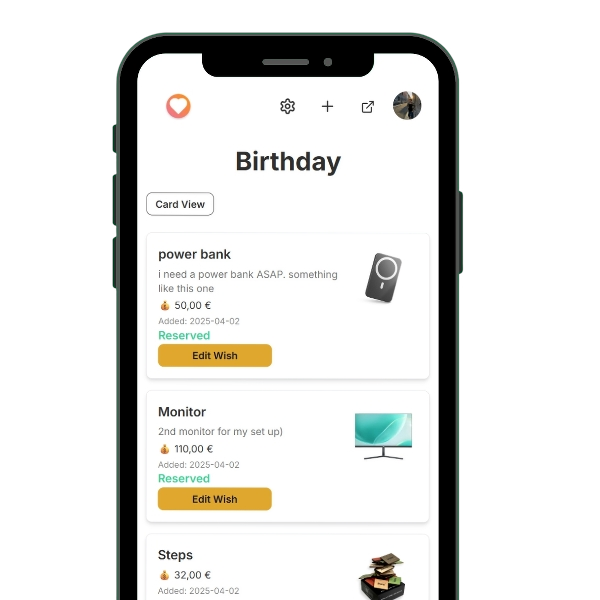 Birthday
Card View
power bank
i need a power bank ASAP. something
like this one
💰 50,00 €
Added: 2025-04-02
Reserved
Edit Wish
Monitor
2nd monitor for my set up)
💰 110,00 €
Added: 2025-04-02
Reserved
Edit Wish
Steps
💰 32,00 €
Added: 2025-04-02